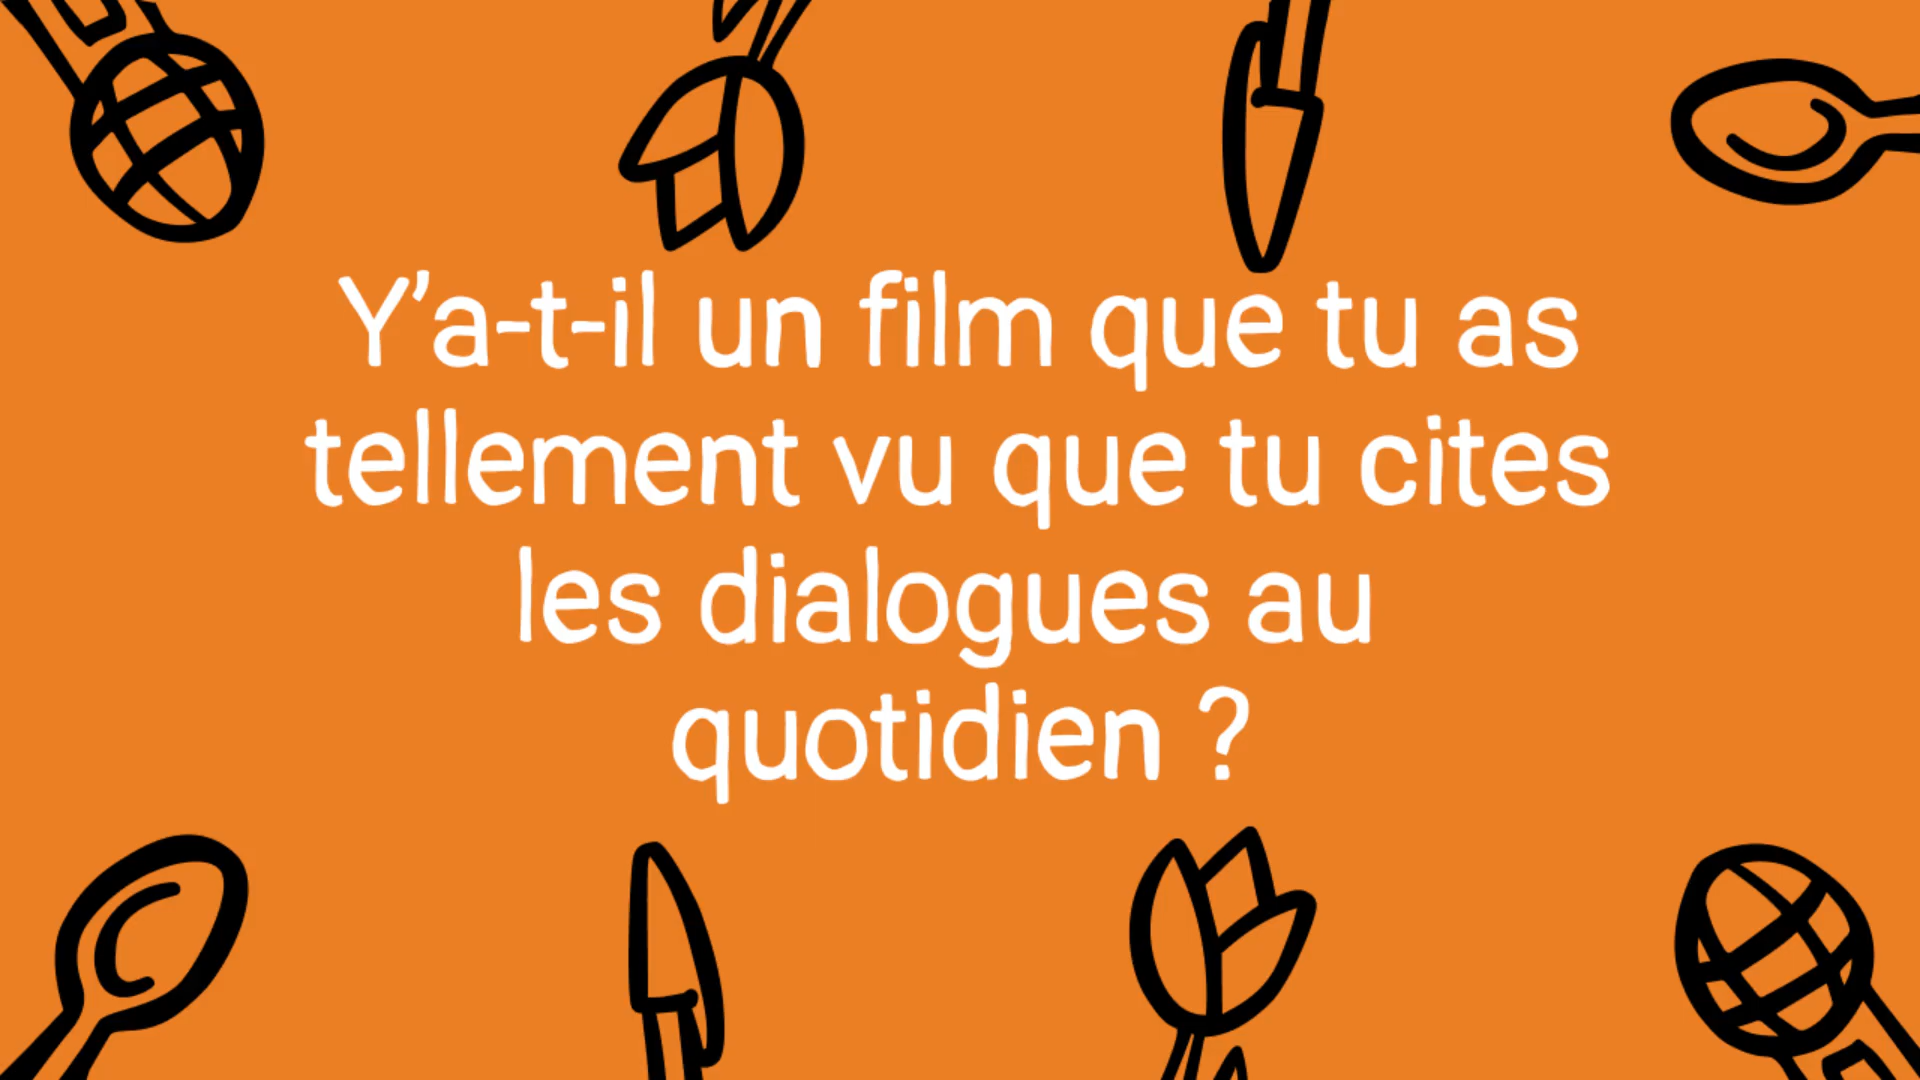 Y’a-t-il un film que tu as
tellement vu que tu cites
les dialogues au
quotidien ?